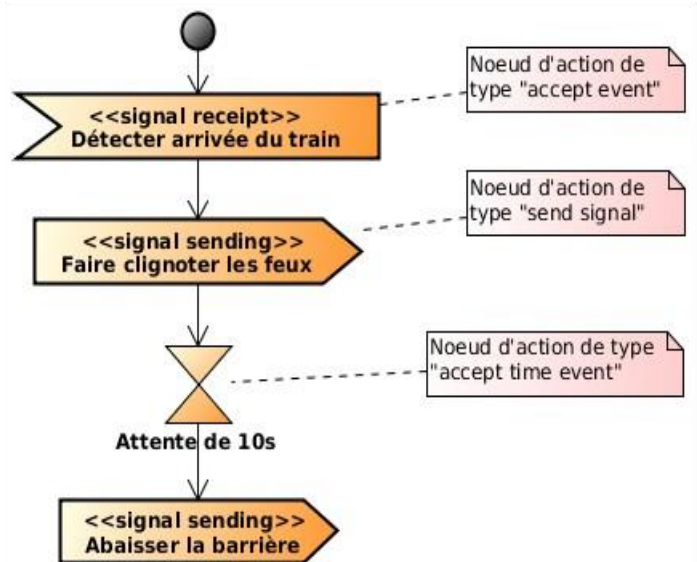 <<signal receipt>>
Détecter arrivée du train
Noeud d'action de
type "accept event"
<<signal sending>>
Faire clignoter les feux
Noeud d'action de
type "send signal"
Attente de 10s
Noeud d'action de type
"accept time event"
<<signal sending>>
Abaisser la barrière